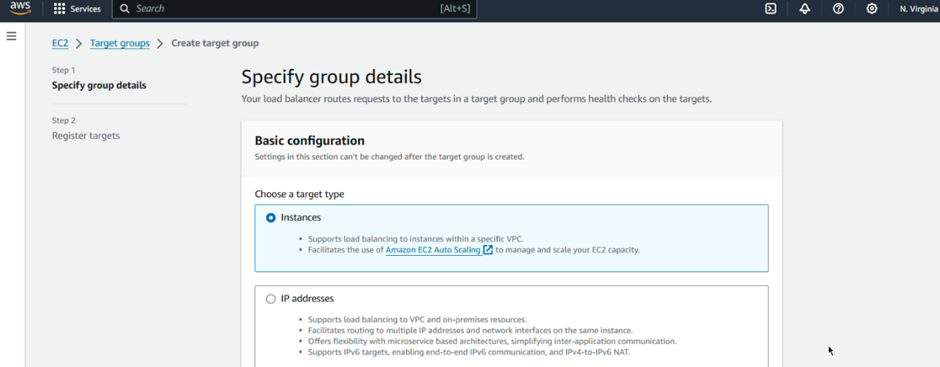 aws
Services
Search
[Alt+S]
N. Virginia
EC2 > Target groups > Create target group
Step 1
Specify group details
Step 2
Register targets
Specify group details
Your load balancer routes requests to the targets in a target group and performs health checks on the targets.
Basic configuration
Settings in this section can't be changed after the target group is created.
Choose a target type
Instances
• Supports load balancing to instances within a specific VPC.
• Facilitates the use of Amazon EC2 Auto Scaling to manage and scale your EC2 capacity.
IP addresses
• Supports load balancing to VPC and on-premises resources.
• Facilitates routing to multiple IP addresses and network interfaces on the same instance.
• Offers flexibility with microservice based architectures, simplifying inter-application communication.
• Supports IPv6 targets, enabling end-to-end IPv6 communication, and IPv4-to-IPv6 NAT.